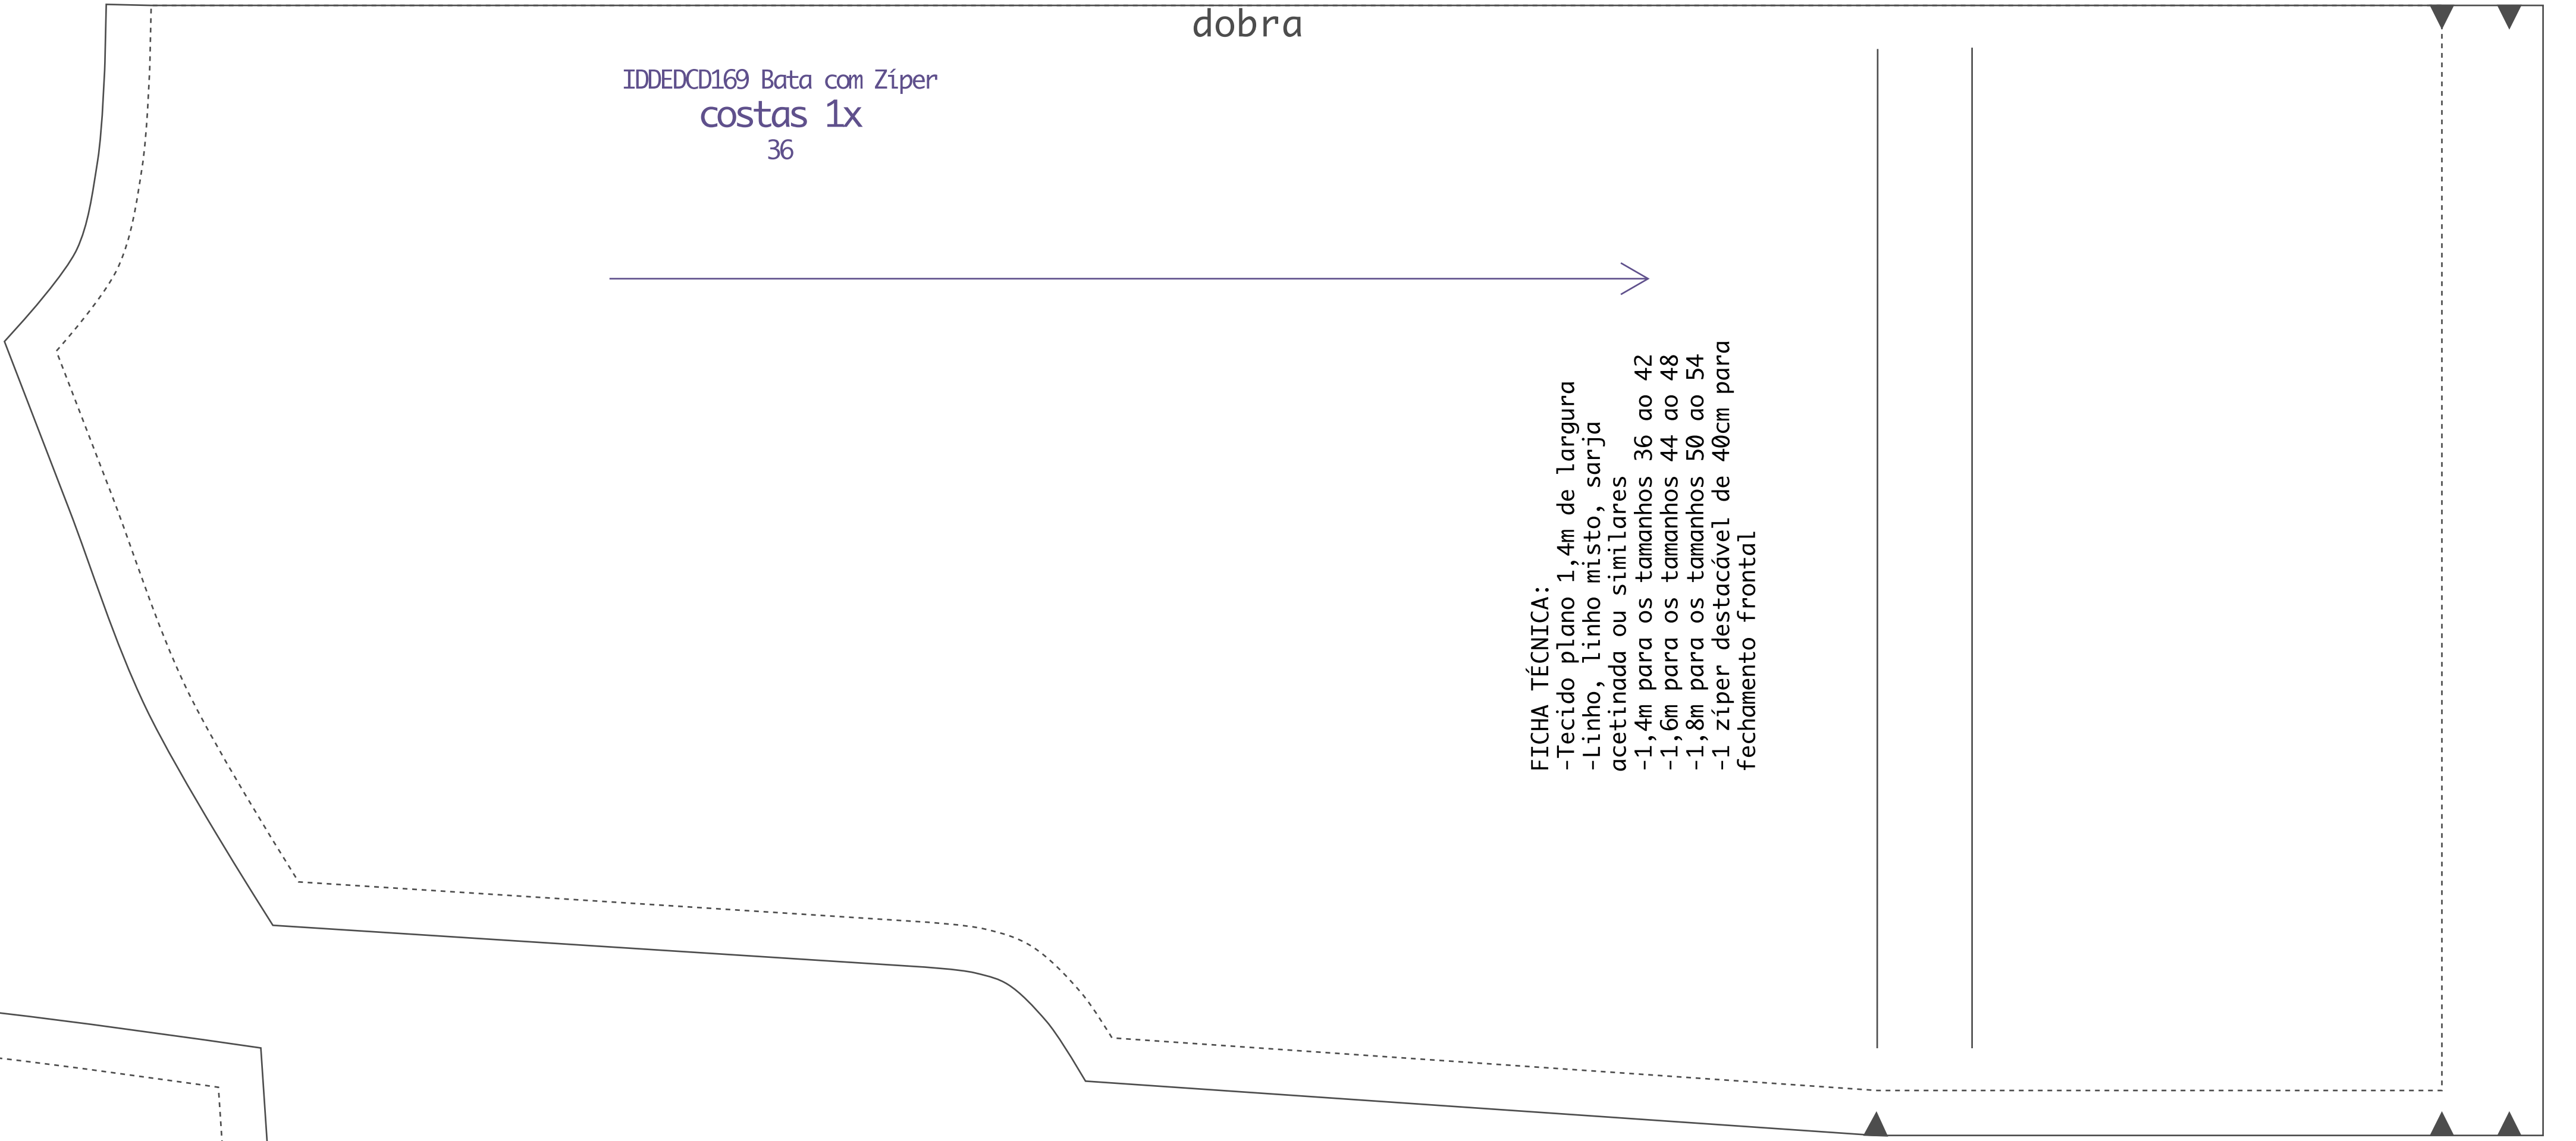 dobra
IDDEDCD169 Bata com Zíper
costas 1x
36
FICHA TÉCNICA:
-Tecido plano 1,4m de largura
-Linho, linho misto, sarja
acetinada ou similares
-1,4m para os tamanhos 36 ao 42
-1,6m para os tamanhos 44 ao 48
-1,8m para os tamanhos 50 ao 54
-1 zíper destacável de 40cm para
fechamento frontal